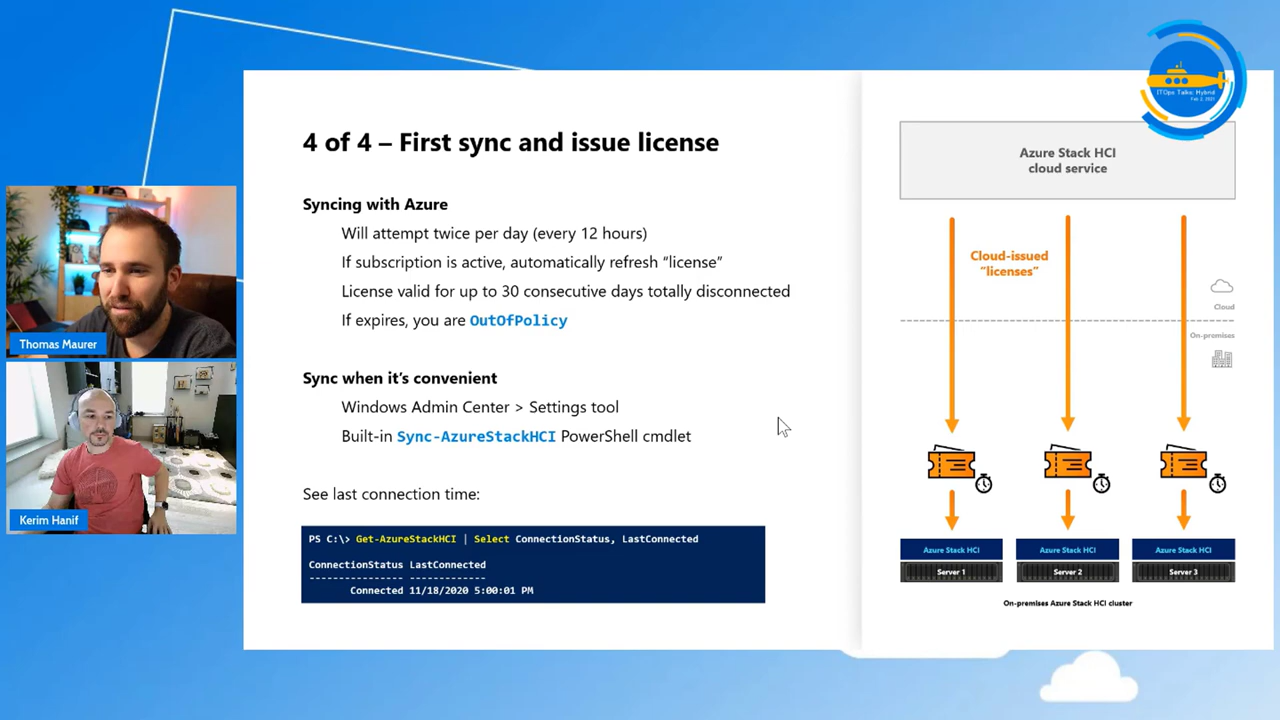 ITOps Talks: Hybrid
Feb 2, 2021
4 of 4 – First sync and issue license
Syncing with Azure
Will attempt twice per day (every 12 hours)
If subscription is active, automatically refresh “license”
License valid for up to 30 consecutive days totally disconnected
If expires, you are OutOfPolicy
Sync when it’s convenient
Windows Admin Center > Settings tool
Built-in Sync-AzureStackHCI PowerShell cmdlet
See last connection time:
PS C:\> Get-AzureStackHCI | Select ConnectionStatus, LastConnected
ConnectionStatus LastConnected
---------------- -------------
Connected 11/18/2020 5:00:01 PM
Azure Stack HCI
cloud service
Cloud-issued
“licenses”
Cloud
On-premises
Azure Stack HCI
Server 1
Azure Stack HCI
Server 2
Azure Stack HCI
Server 3
On-premises Azure Stack HCI cluster
Thomas Maurer
Kerim Hanif